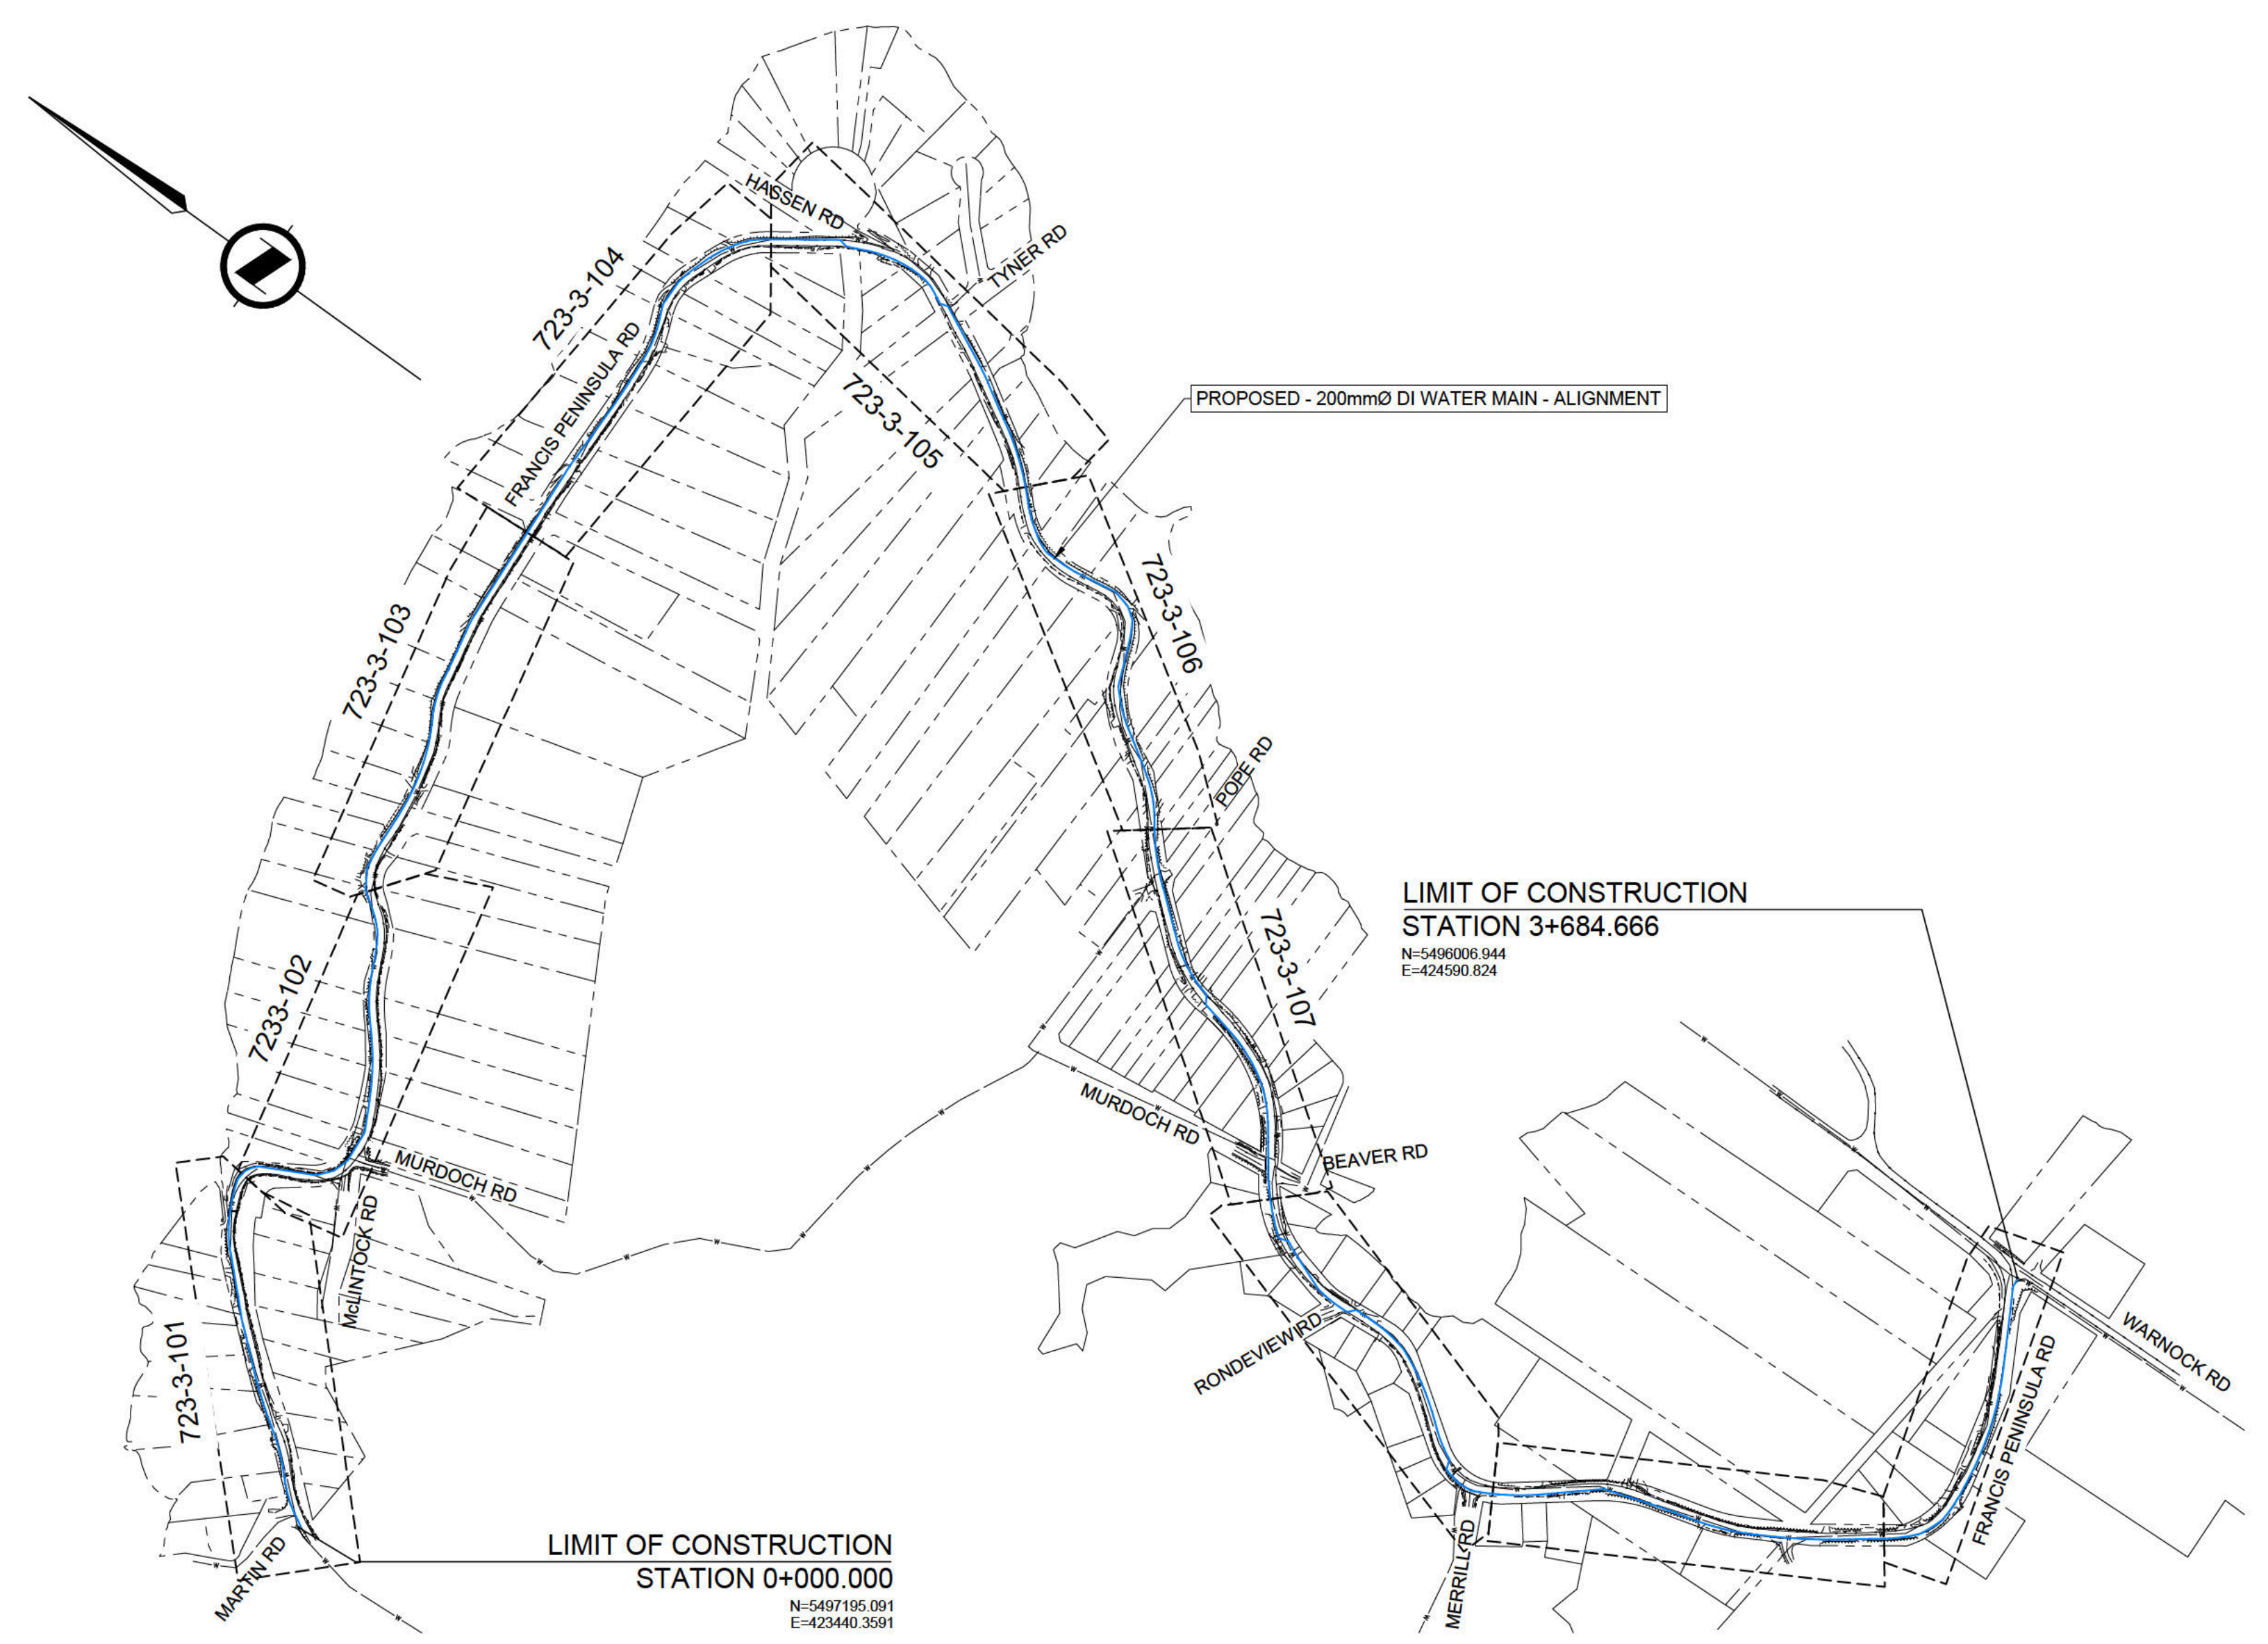 HASSEN RD
TYNER RD
723-3-104
FRANCIS PENINSULA RD
723-3-105
PROPOSED - 200mmØ DI WATER MAIN - ALIGNMENT
723-3-106
723-3-103
POPE RD
LIMIT OF CONSTRUCTION
STATION 3+684.666
N=5496006.944
E=424590.824
723-3-107
7233-102
MURDOCH RD
BEAVER RD
MURDOCH RD
McLINTOCK RD
RONDEVIEW RD
WARNOCK RD
FRANCIS PENINSULA RD
723-3-101
MERRILL RD
MARTIN RD
LIMIT OF CONSTRUCTION
STATION 0+000.000
N=5497195.091
E=423440.3591